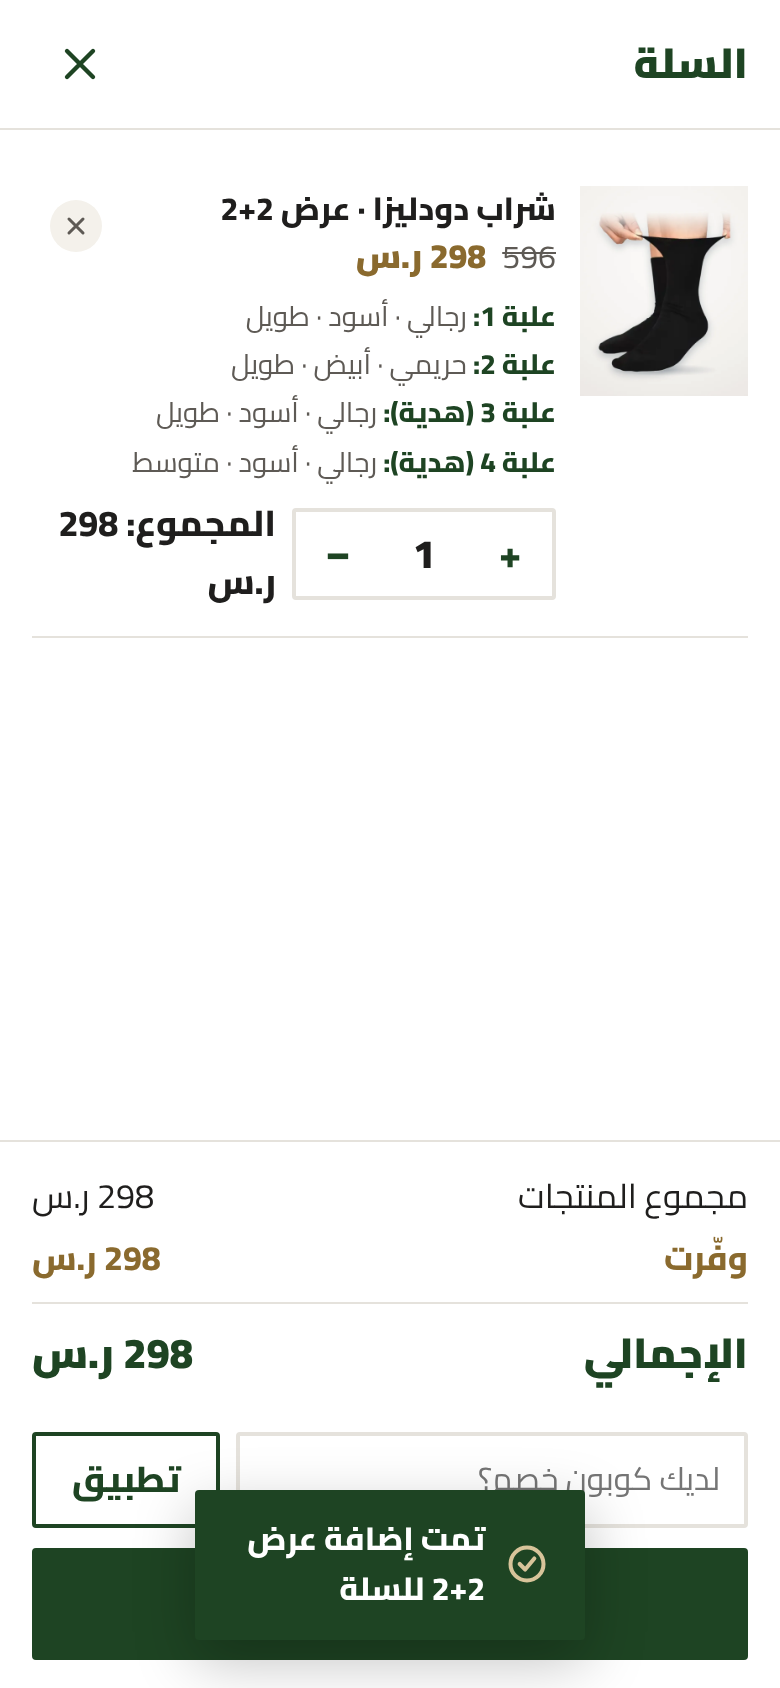 السلة
شراب دودليزا · عرض 2+2
596 298 ر.س
علبة 1: رجالي · أسود · طويل
علبة 2: حريمي · أبيض · طويل
علبة 3 (هدية): رجالي · أسود · طويل
علبة 4 (هدية): رجالي · أسود · متوسط
+ 1 −
المجموع: 298
ر.س
مجموع المنتجات 298 ر.س
وفّرت 298 ر.س
الإجمالي 298 ر.س
لديك كوبون خصم؟ تطبيق
تمت إضافة عرض
2+2 للسلة